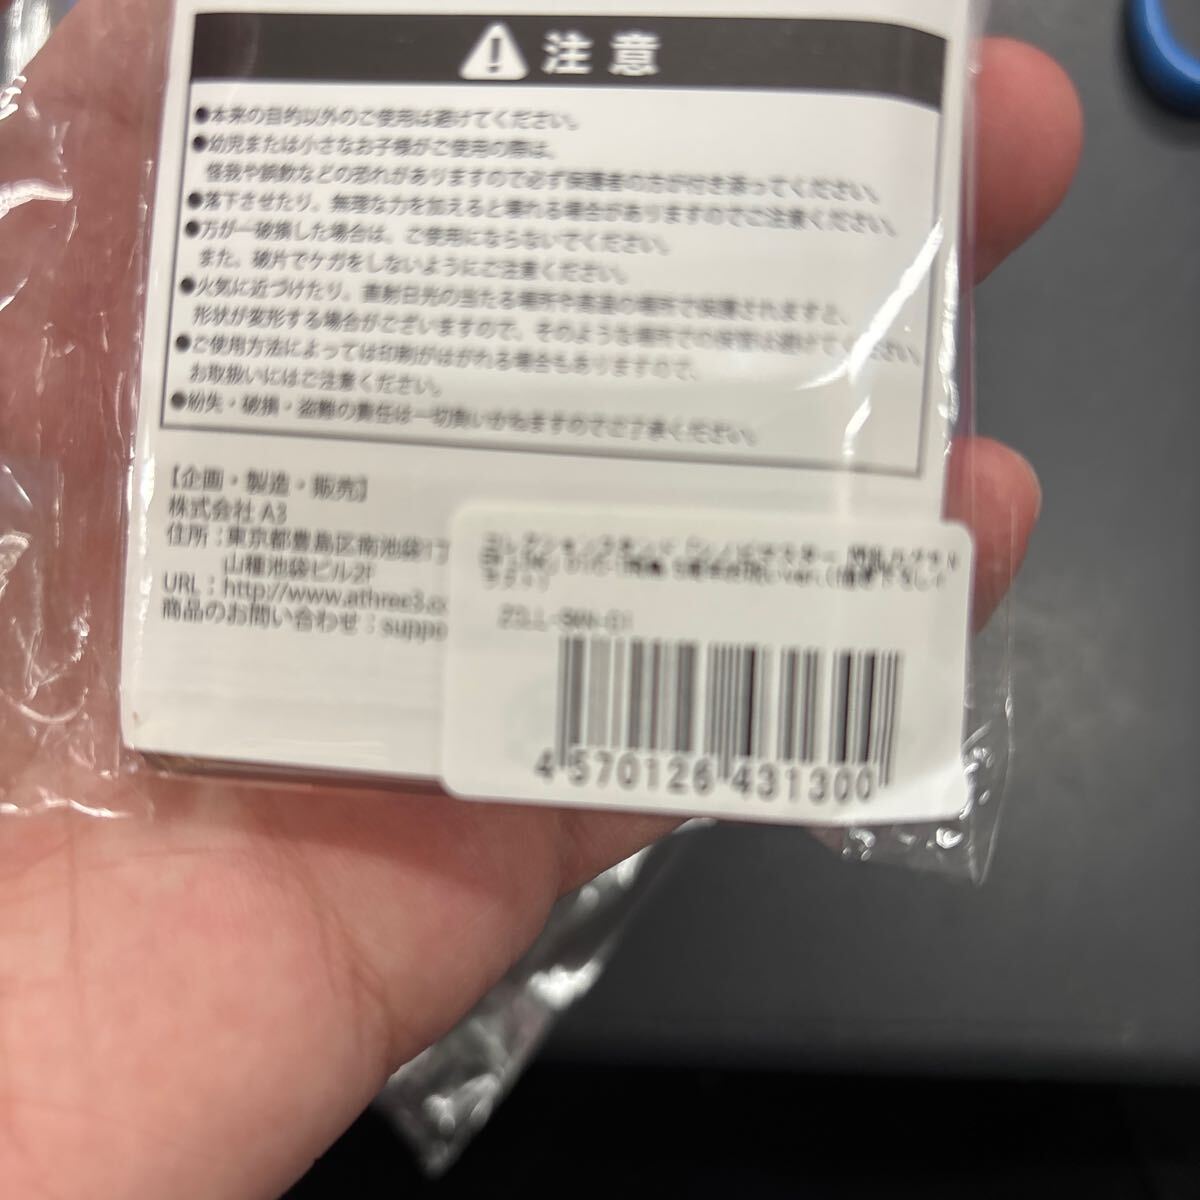 注意
●本来の目的以外のご使用は避けてください。
●幼児または小さなお子様がご使用の際は、
怪我や誤飲などの恐れがありますので必ず保護者の方が付き添ってください。
●落下させたり、無理な力を加えると壊れる場合がありますのでご注意ください。
●万が一破損した場合は、ご使用にならないでください。
また、破片でケガをしないようにご注意ください。
●火気に近づけたり、直射日光の当たる場所や高温の場所で保管されますと、
形状が変形する場合がございますので、そのような場所での保管は避けてください。
●ご使用方法によっては印刷がはがれる場合もありますので、
お取扱いにはご注意ください。
●紛失・破損・盗難の責任は一切負いかねますのでご了承ください。
【企画・製造・販売】
株式会社 A3
住所：東京都豊島区南池袋1丁
山種池袋ビル2F
URL：http://www.athree3.co
商品のお問い合わせ：suppo
4 570126 431300